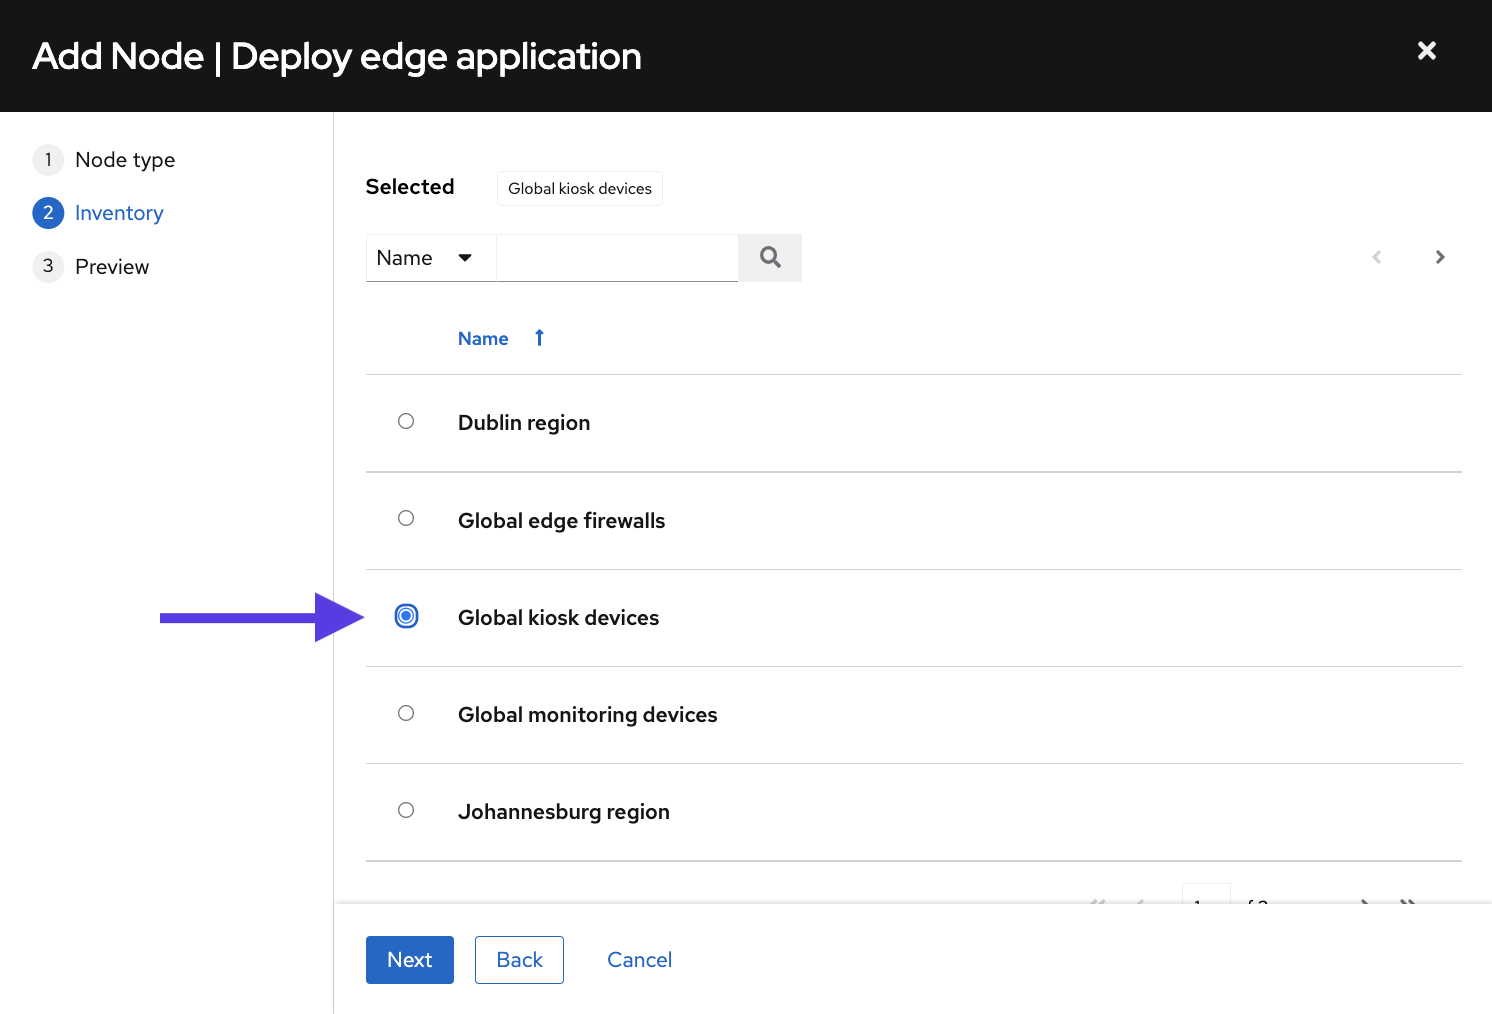 Add Node | Deploy edge application
1 Node type
2 Inventory
3 Preview
Selected Global kiosk devices
Name
Name
Dublin region
Global edge firewalls
Global kiosk devices
Global monitoring devices
Johannesburg region
Next Back Cancel